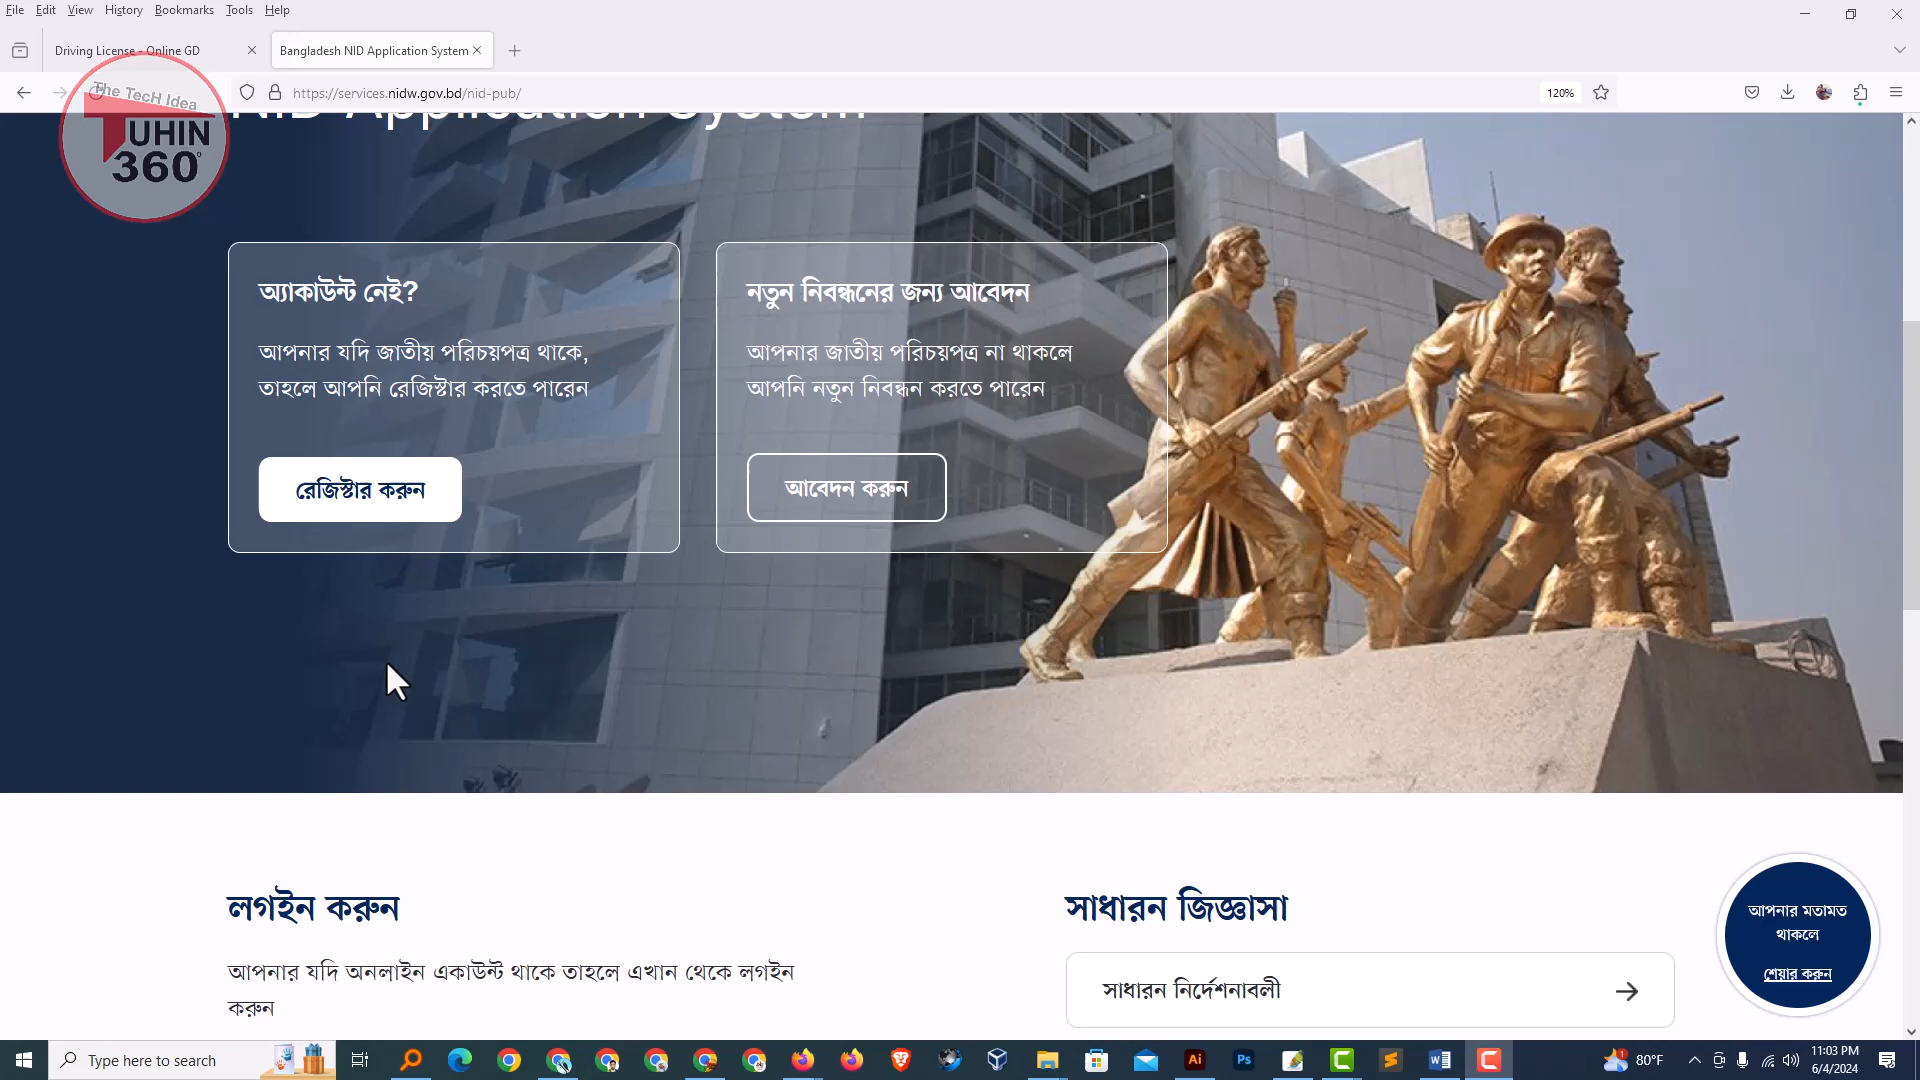 File Edit View History Bookmarks Tools Help
Driving License - Online GD
Bangladesh NID Application System
https://services.nidw.gov.bd/nid-pub/
120%
The TecH Idea
TUHIN
360°
NID Application System
অ্যাকাউন্ট নেই?
আপনার যদি জাতীয় পরিচয়পত্র থাকে,
তাহলে আপনি রেজিস্টার করতে পারেন
রেজিস্টার করুন
নতুন নিবন্ধনের জন্য আবেদন
আপনার জাতীয় পরিচয়পত্র না থাকলে
আপনি নতুন নিবন্ধন করতে পারেন
আবেদন করুন
লগইন করুন
আপনার যদি অনলাইন একাউন্ট থাকে তাহলে এখান থেকে লগইন
করুন
সাধারন জিজ্ঞাসা
সাধারন নির্দেশনাবলী
আপনার মতামত
থাকলে
শেয়ার করুন
Type here to search
80°F
11:03 PM
6/4/2024